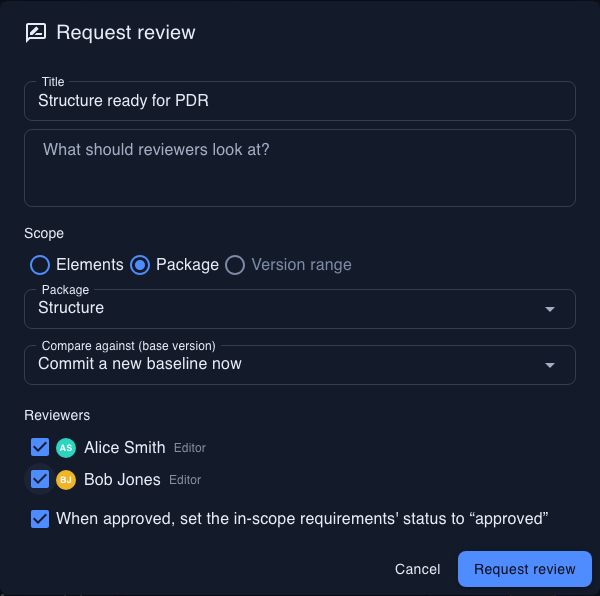 Request review
Title
Structure ready for PDR
What should reviewers look at?
Scope
Elements Package Version range
Package
Structure
Compare against (base version)
Commit a new baseline now
Reviewers
AS Alice Smith Editor
BJ Bob Jones Editor
When approved, set the in-scope requirements' status to “approved”
Cancel Request review